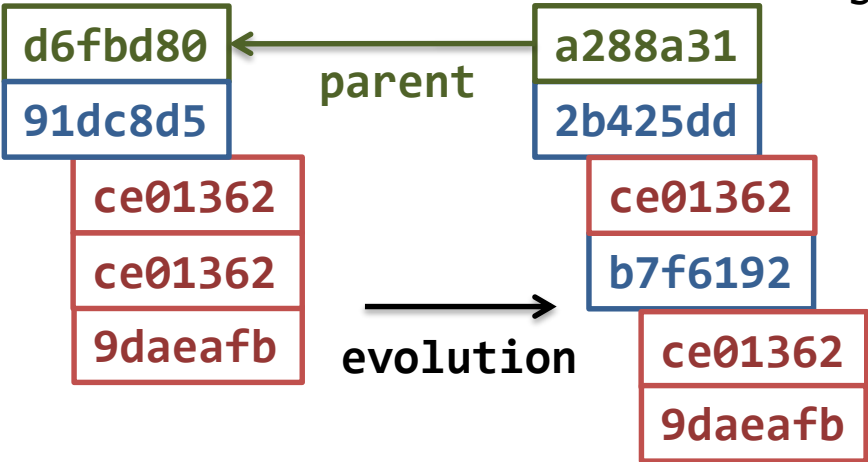 d6fbd80
91dc8d5
ce01362
ce01362
9daeafb
parent
evolution
a288a31
2b425dd
ce01362
b7f6192
ce01362
9daeafb